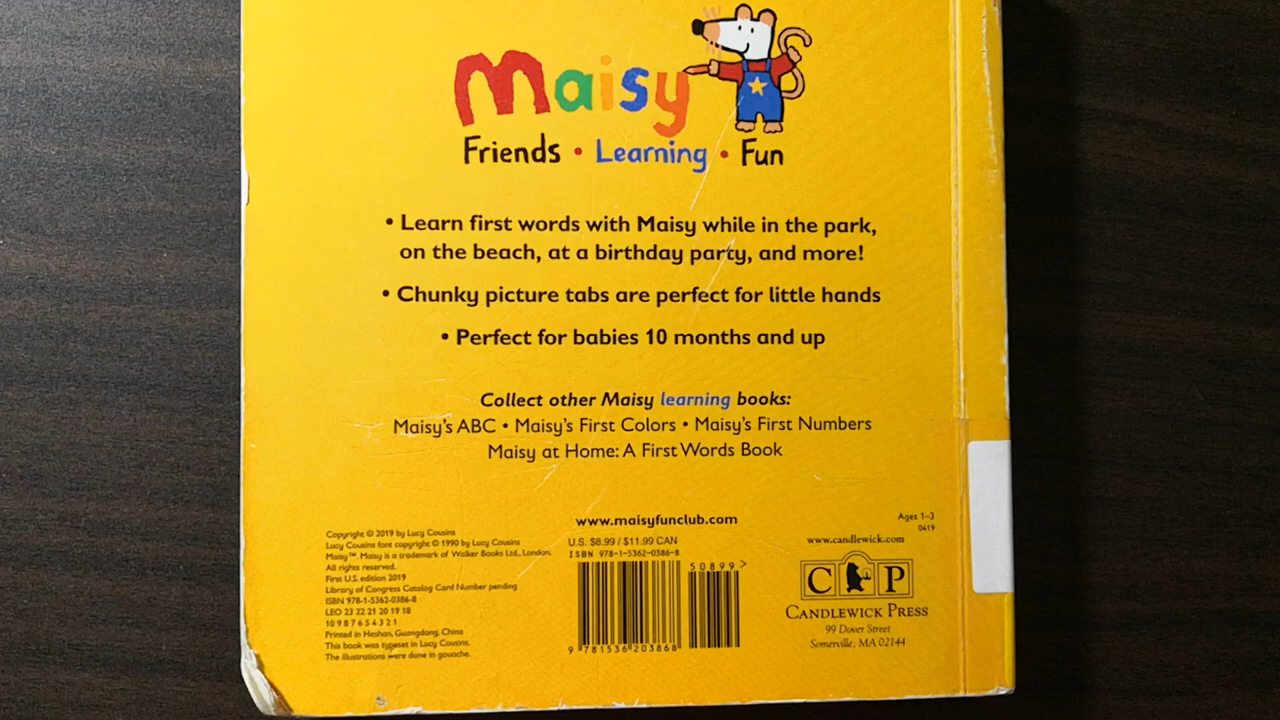 Maisy
Friends • Learning • Fun
• Learn first words with Maisy while in the park,
on the beach, at a birthday party, and more!
• Chunky picture tabs are perfect for little hands
• Perfect for babies 10 months and up
Collect other Maisy learning books:
Maisy's ABC • Maisy's First Colors • Maisy's First Numbers
Maisy at Home: A First Words Book
www.maisyfunclub.com
Copyright © 2019 by Lucy Cousins
Lucy Cousins font copyright © 1990 by Lucy Cousins
Maisy™. Maisy is a trademark of Walker Books Ltd., London.
All rights reserved.
First U.S. edition 2019
Library of Congress Catalog Card Number pending
ISBN 978-1-5362-0386-8
LEO 23 22 21 20 19 18
10 9 8 7 6 5 4 3 2 1
Printed in Heshan, Guangdong, China
This book was typeset in Lucy Cousins.
The illustrations were done in gouache.
U.S. $8.99 / $11.99 CAN
ISBN 978-1-5362-0386-8
50899>
9 781536 203868
Ages 1–3
0419
www.candlewick.com
C P
CANDLEWICK PRESS
99 Dover Street
Somerville, MA 02144